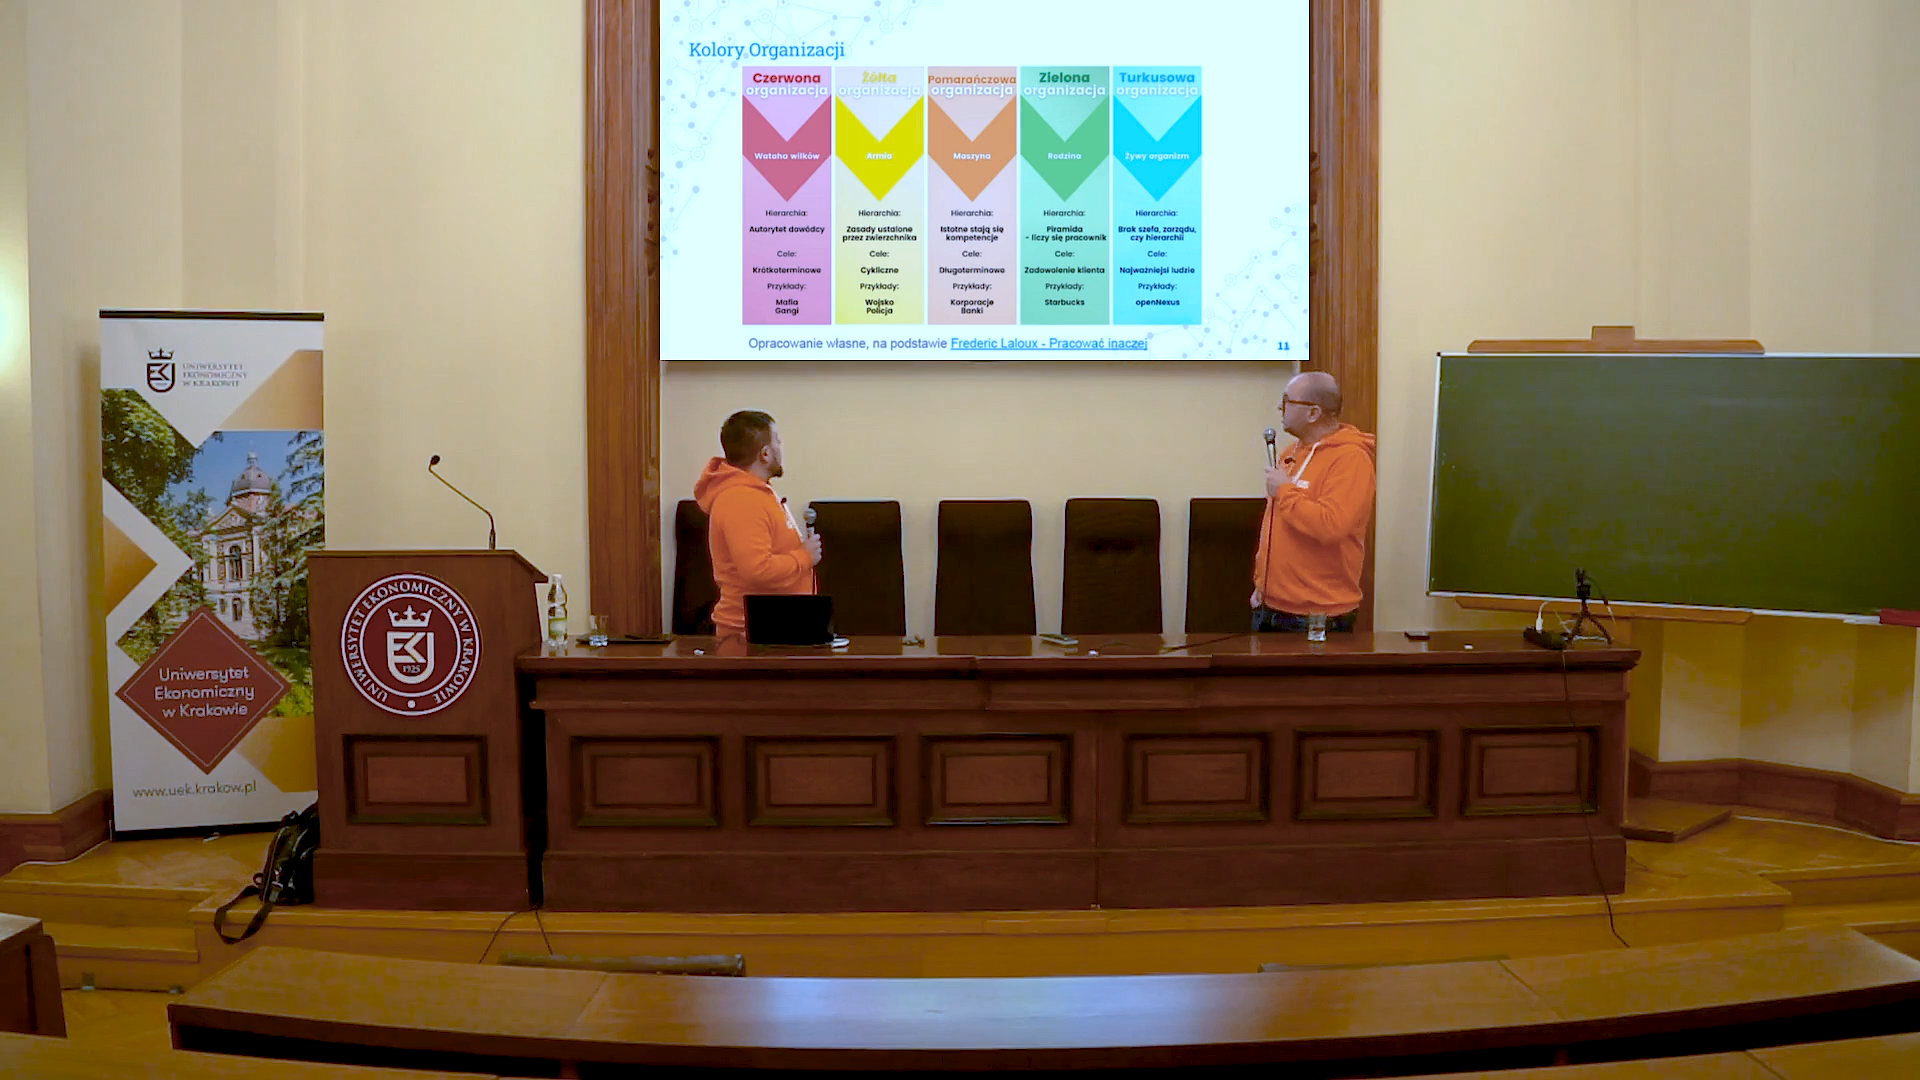 Kolory Organizacji
Czerwona
organizacja
Wataha wilków
Hierarchia:
Autorytet dowódcy
Cele:
Krótkoterminowe
Przykłady:
Mafia
Gangi
Żółta
organizacja
Armia
Hierarchia:
Zasady ustalone
przez zwierzchnika
Cele:
Cykliczne
Przykłady:
Wojsko
Policja
Pomarańczowa
organizacja
Maszyna
Hierarchia:
Istotne stają się
kompetencje
Cele:
Długoterminowe
Przykłady:
Korporacje
Banki
Zielona
organizacja
Rodzina
Hierarchia:
Piramida
- liczy się pracownik
Cele:
Zadowolenie klienta
Przykłady:
Starbucks
Turkusowa
organizacja
Żywy organizm
Hierarchia:
Brak szefa, zarządu,
czy hierarchii
Cele:
Najważniejsi ludzie
Przykłady:
openNexus
Opracowanie własne, na podstawie Frederic Laloux - Pracować inaczej
11
UNIWERSYTET
EKONOMICZNY
W KRAKOWIE
Uniwersytet
Ekonomiczny
w Krakowie
www.uek.krakow.pl
UNIWERSYTET EKONOMICZNY W KRAKOWIE
1925